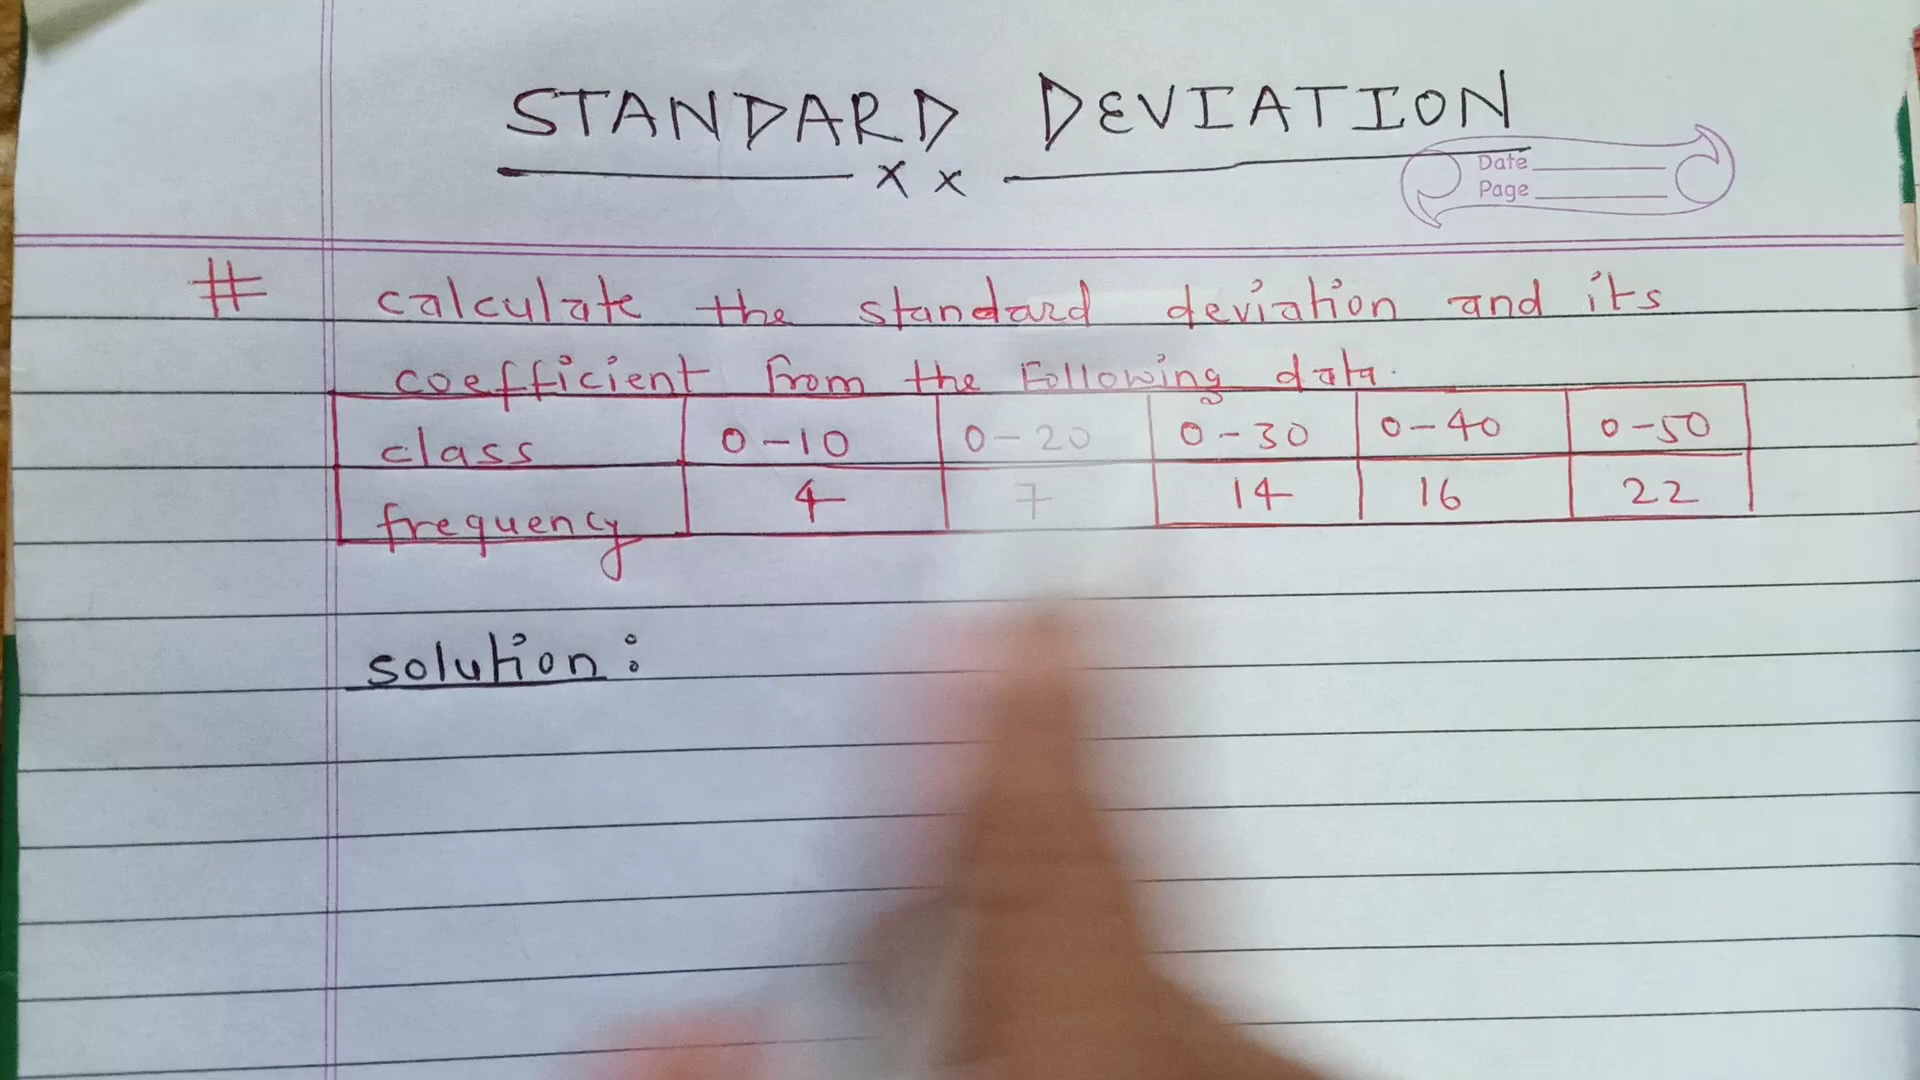 STANDARD DEVIATION
x x
Date
Page
# calculate the standard deviation and its
coefficient from the following data.
class 0-10 0-20 0-30 0-40 0-50
frequency 4 7 14 16 22
solution: